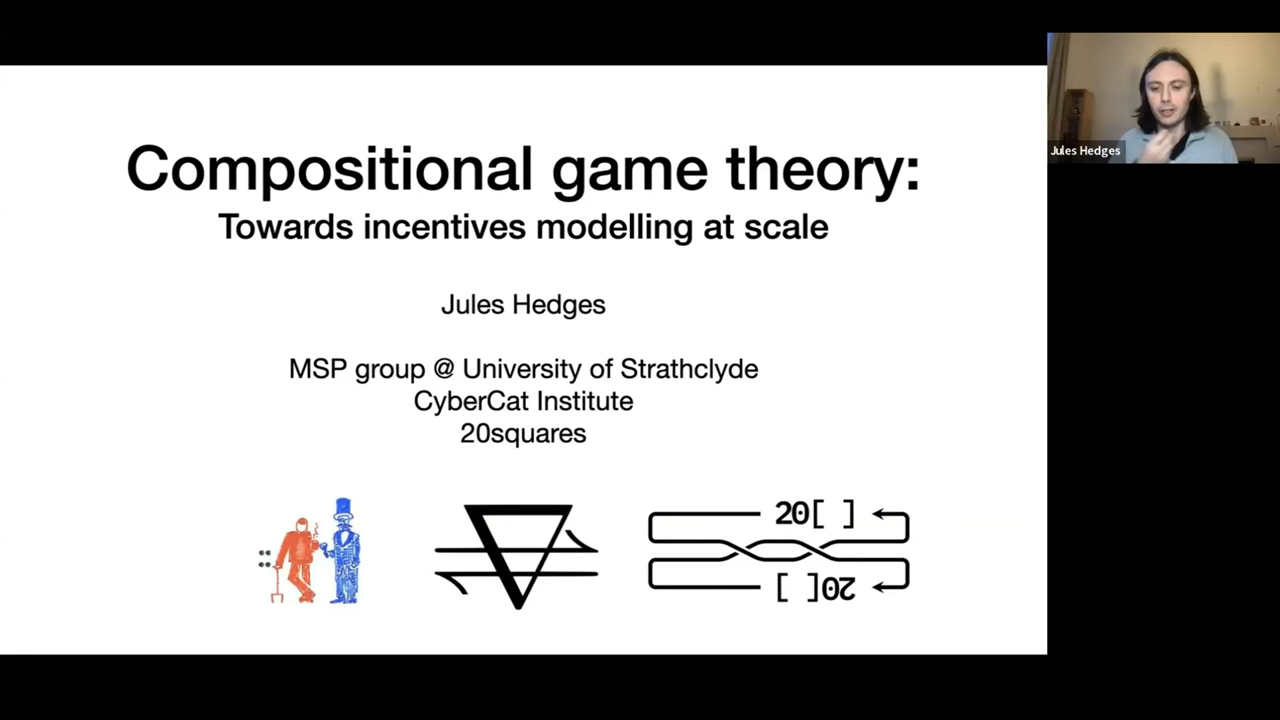 Compositional game theory:
Towards incentives modelling at scale
Jules Hedges
MSP group @ University of Strathclyde
CyberCat Institute
20squares
20[ ]
20[ ]
Jules Hedges